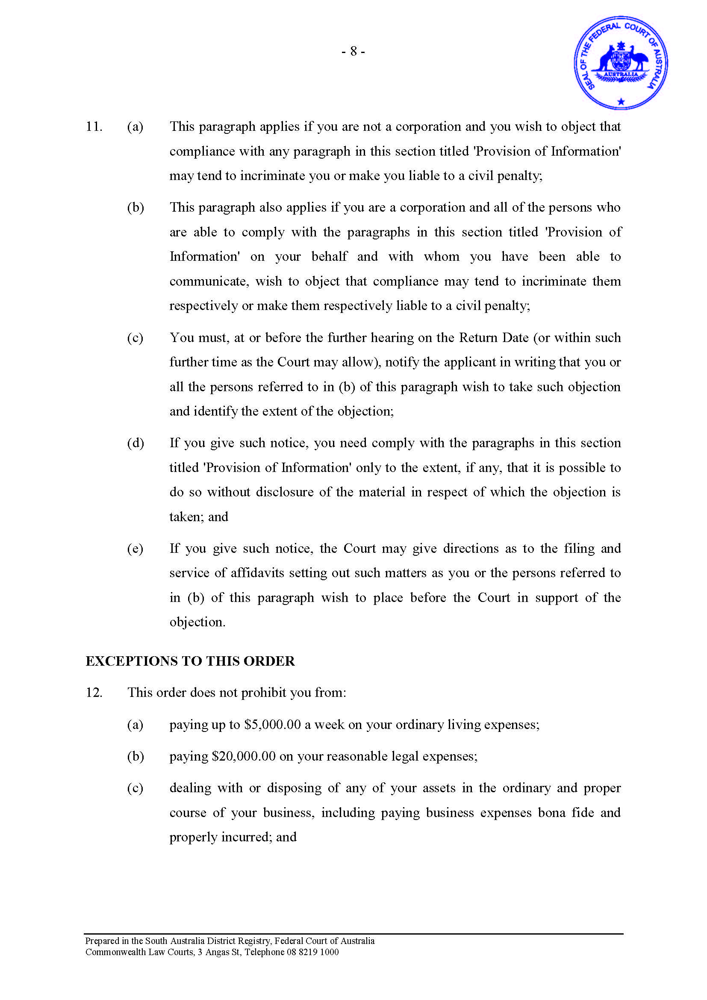 - 8 -
SEAL OF THE FEDERAL COURT OF AUSTRALIA
AUSTRALIA
11. (a) This paragraph applies if you are not a corporation and you wish to object that
compliance with any paragraph in this section titled 'Provision of Information'
may tend to incriminate you or make you liable to a civil penalty;
(b) This paragraph also applies if you are a corporation and all of the persons who
are able to comply with the paragraphs in this section titled 'Provision of
Information' on your behalf and with whom you have been able to
communicate, wish to object that compliance may tend to incriminate them
respectively or make them respectively liable to a civil penalty;
(c) You must, at or before the further hearing on the Return Date (or within such
further time as the Court may allow), notify the applicant in writing that you or
all the persons referred to in (b) of this paragraph wish to take such objection
and identify the extent of the objection;
(d) If you give such notice, you need comply with the paragraphs in this section
titled 'Provision of Information' only to the extent, if any, that it is possible to
do so without disclosure of the material in respect of which the objection is
taken; and
(e) If you give such notice, the Court may give directions as to the filing and
service of affidavits setting out such matters as you or the persons referred to
in (b) of this paragraph wish to place before the Court in support of the
objection.
EXCEPTIONS TO THIS ORDER
12. This order does not prohibit you from:
(a) paying up to $5,000.00 a week on your ordinary living expenses;
(b) paying $20,000.00 on your reasonable legal expenses;
(c) dealing with or disposing of any of your assets in the ordinary and proper
course of your business, including paying business expenses bona fide and
properly incurred; and
Prepared in the South Australia District Registry, Federal Court of Australia
Commonwealth Law Courts, 3 Angas St, Telephone 08 8219 1000